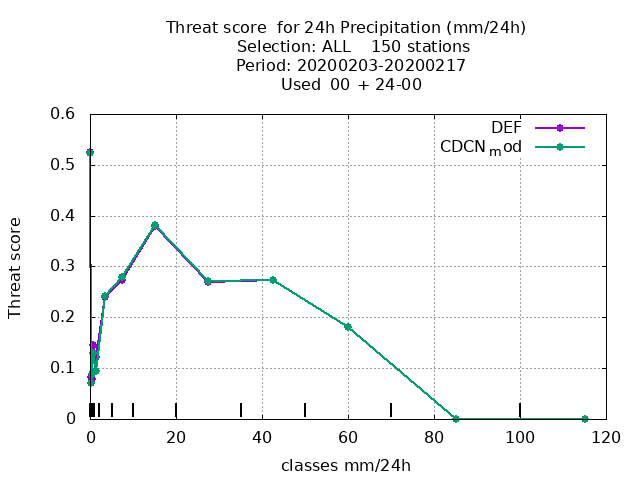 Threat score  for 24h Precipitation (mm/24h)
Selection: ALL    150 stations
Period: 20200203-20200217
Used  00 + 24-00
DEF
CDCN_mod
Threat score
0.6
0.5
0.4
0.3
0.2
0.1
0
0 20 40 60 80 100 120
classes mm/24h